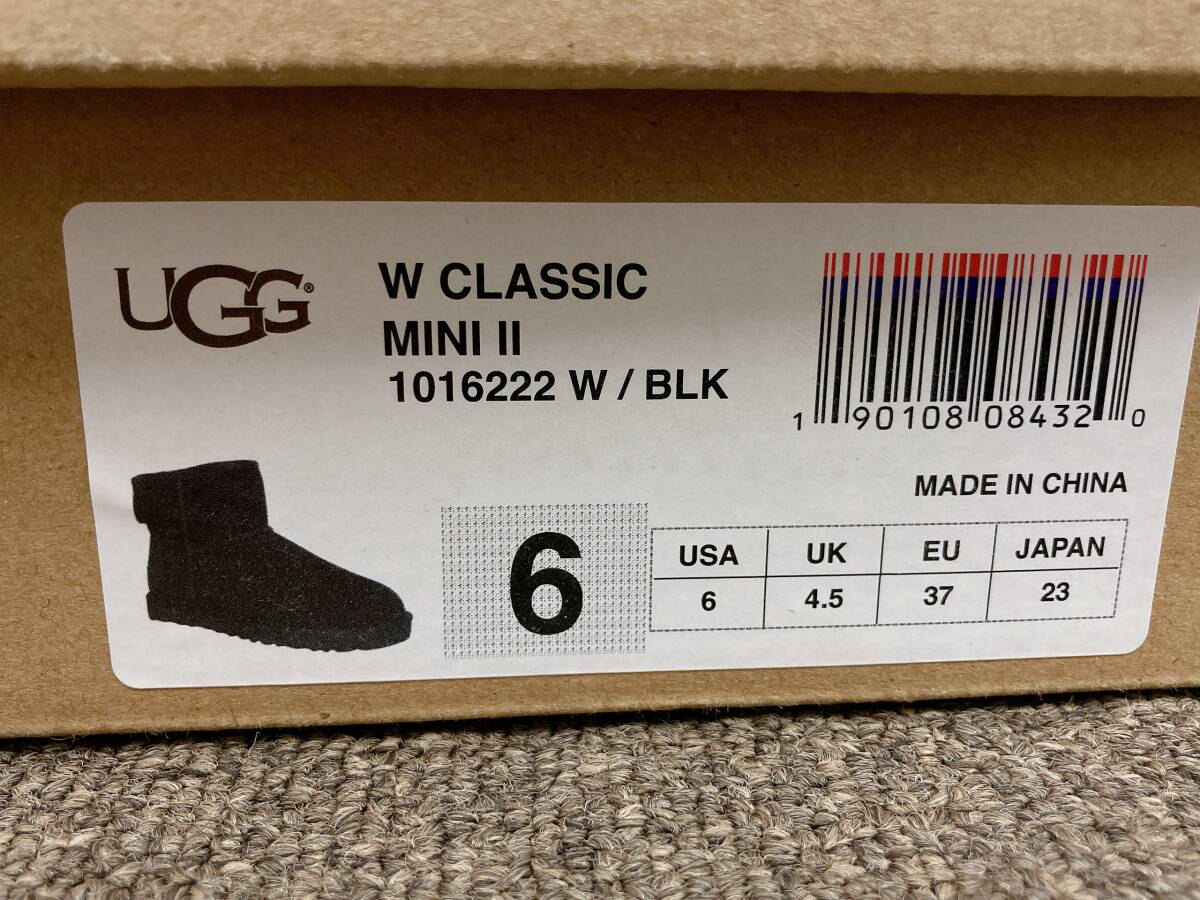 UGG®
W CLASSIC
MINI II
1016222 W / BLK
1 90108 08432 0
MADE IN CHINA
6
USA UK EU JAPAN
6 4.5 37 23